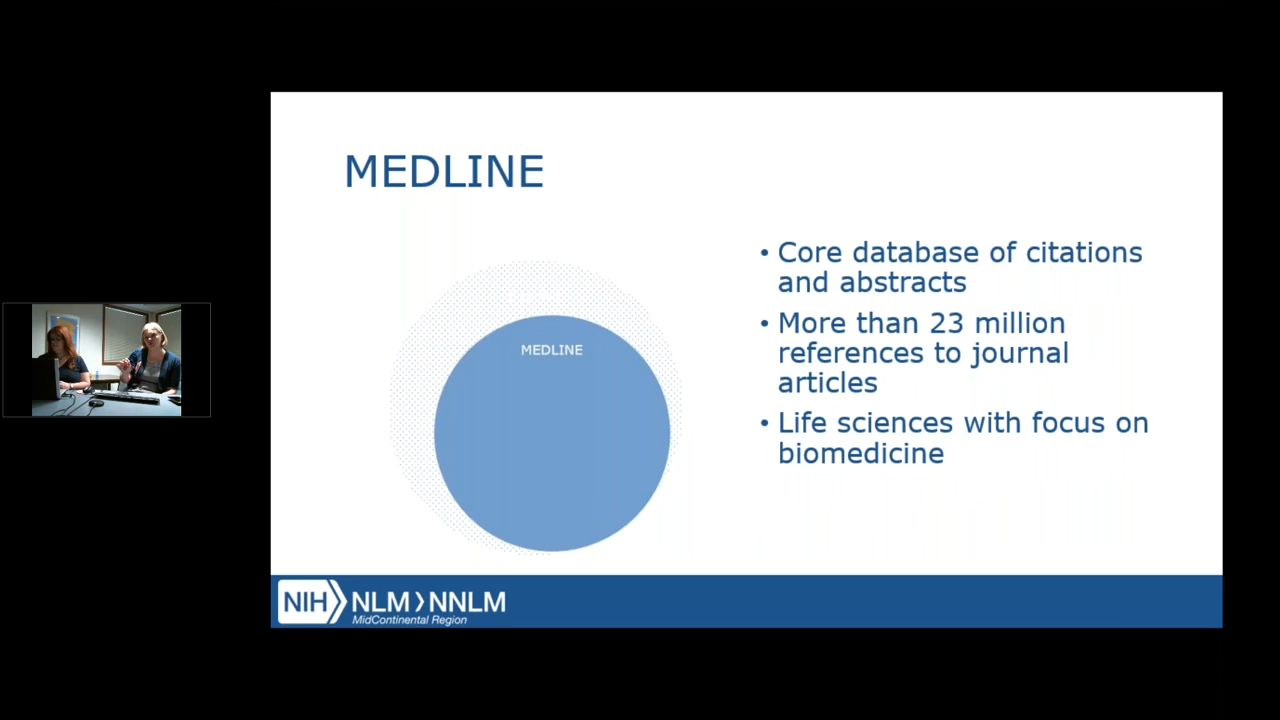 MEDLINE
MEDLINE
• Core database of citations
and abstracts
• More than 23 million
references to journal
articles
• Life sciences with focus on
biomedicine
NIH NLM NNLM
MidContinental Region